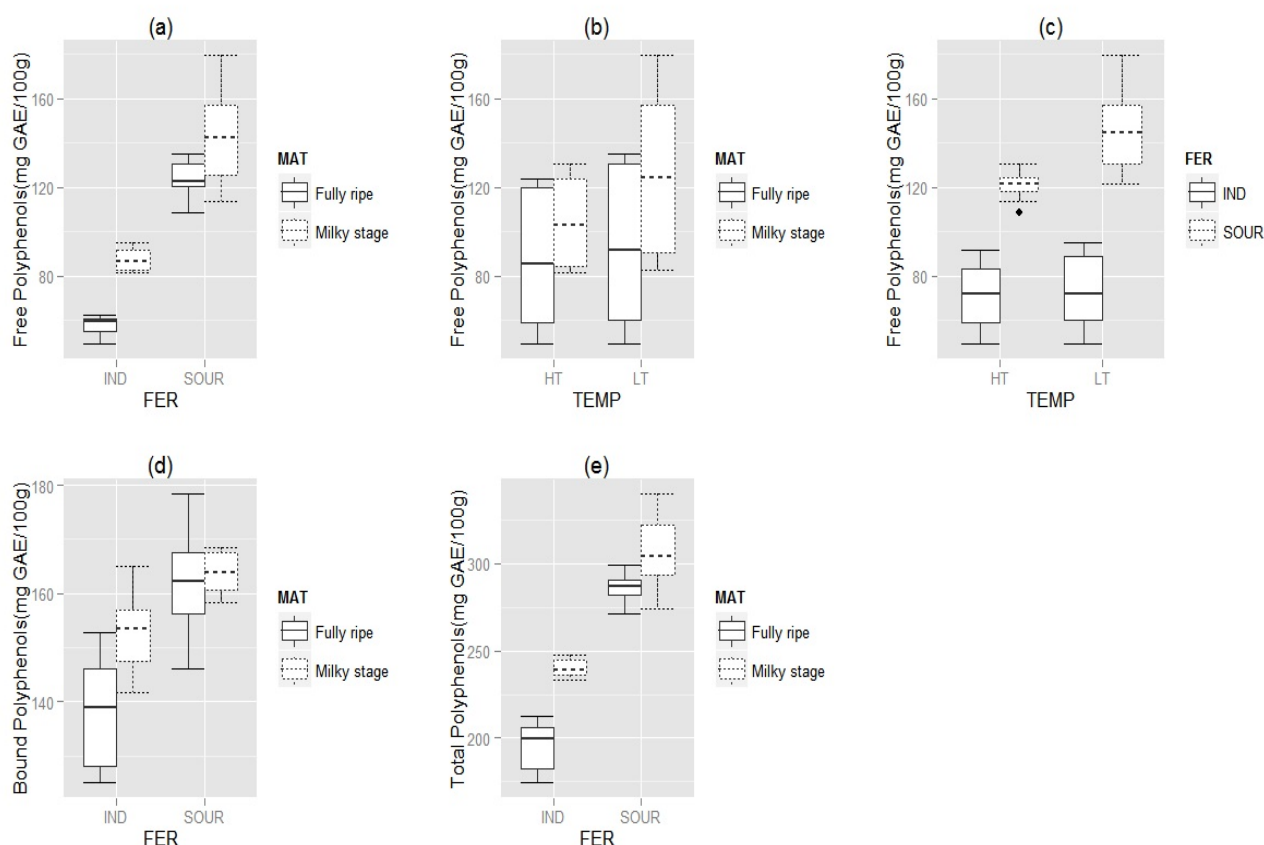 (a)
Free Polyphenols(mg GAE/100g)
160
120
80
IND
SOUR
FER
MAT
Fully ripe
Milky stage
(b)
Free Polyphenols(mg GAE/100g)
160
120
80
HT
LT
TEMP
MAT
Fully ripe
Milky stage
(c)
Free Polyphenols(mg GAE/100g)
160
120
80
HT
LT
TEMP
FER
IND
SOUR
(d)
Bound Polyphenols(mg GAE/100g)
180
160
140
IND
SOUR
FER
MAT
Fully ripe
Milky stage
(e)
Total Polyphenols(mg GAE/100g)
300
250
200
IND
SOUR
FER
MAT
Fully ripe
Milky stage